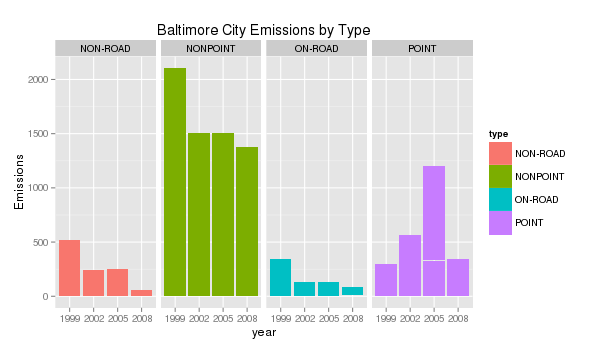 Baltimore City Emissions by Type
NON-ROAD NONPOINT ON-ROAD POINT
2000
1500
1000
500
0
Emissions
1999 2002 2005 2008 1999 2002 2005 2008 1999 2002 2005 2008 1999 2002 2005 2008
year
type
NON-ROAD
NONPOINT
ON-ROAD
POINT